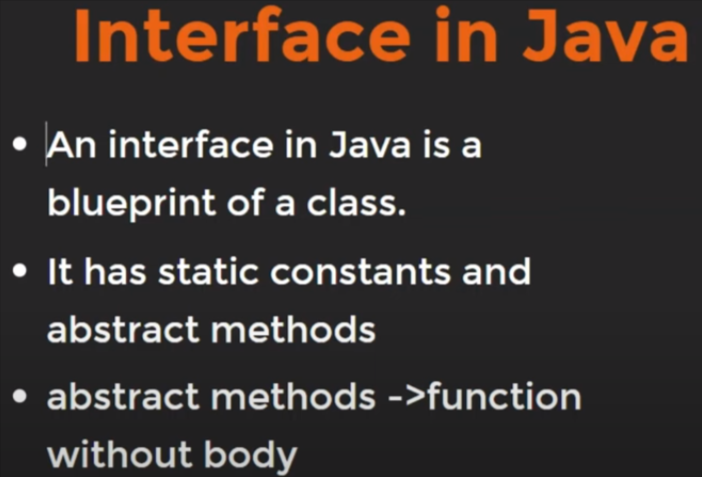 Interface in Java
• An interface in Java is a
blueprint of a class.
• It has static constants and
abstract methods
• abstract methods ->function
without body